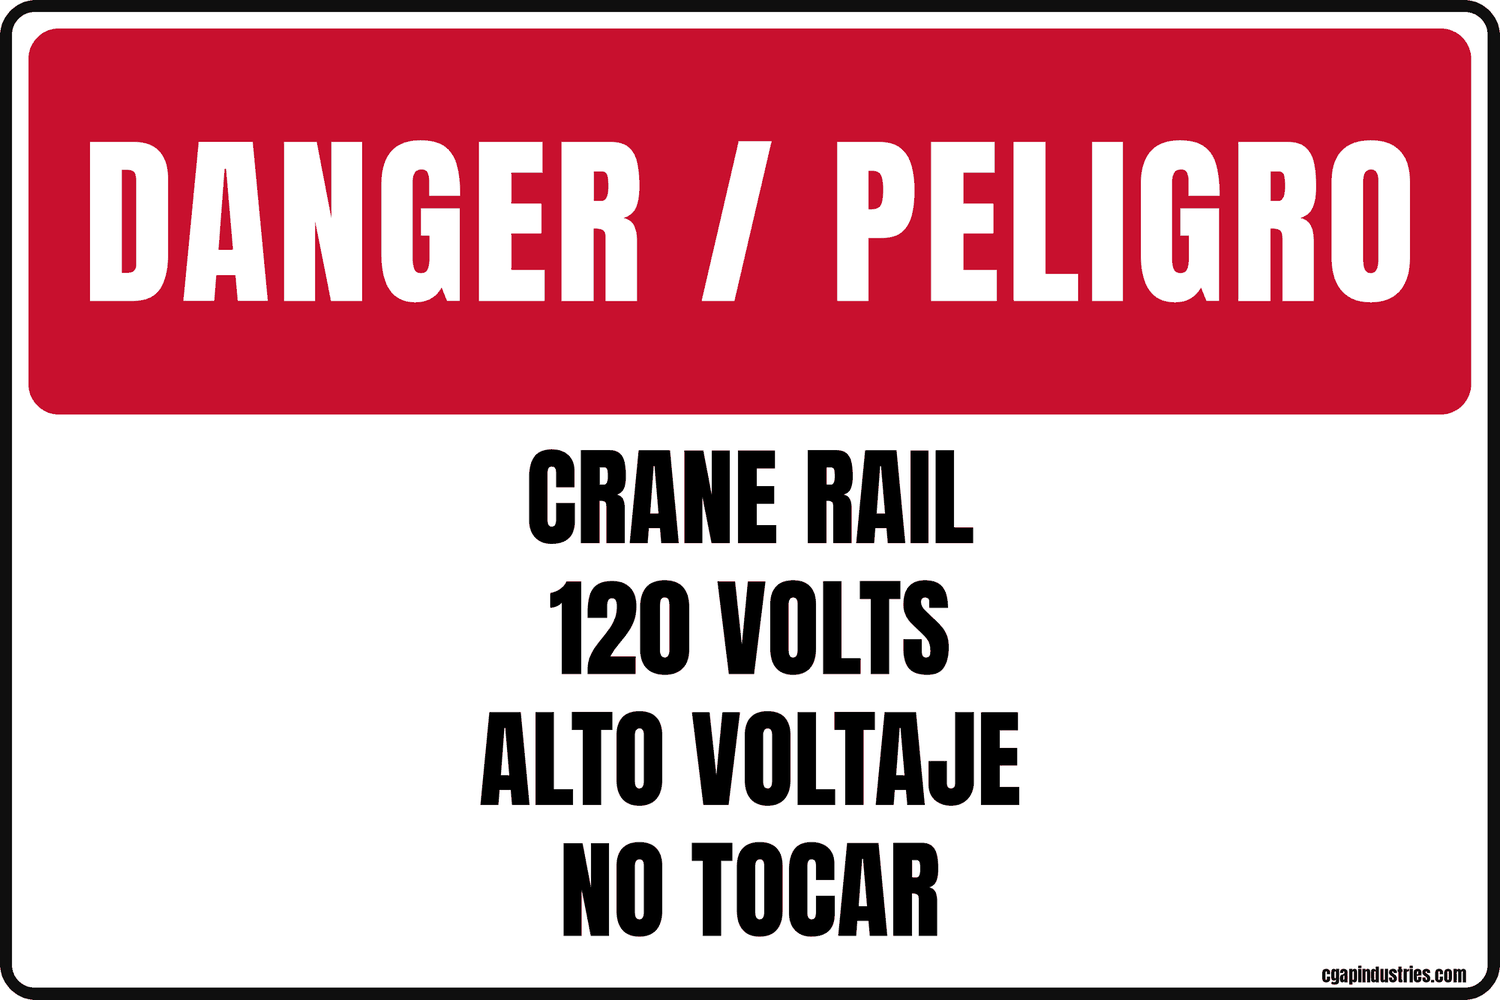 DANGER / PELIGRO
CRANE RAIL
120 VOLTS
ALTO VOLTAJE
NO TOCAR
cgapindustries.com